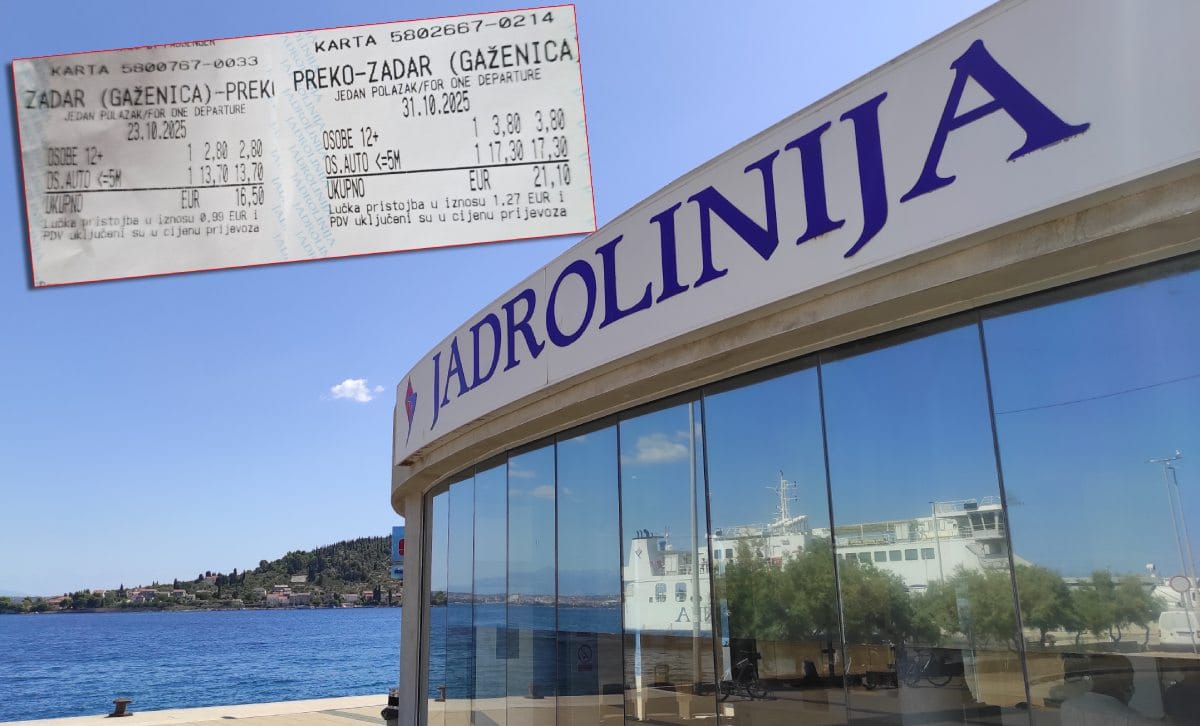 KARTA 5800767-0033
ZADAR (GAŽENICA)-PREK
JEDAN POLAZAK/FOR ONE DEPARTURE
23.10.2025
OSOBE 12+ 1 2,80 2,80
OS.AUTO <=5M 1 13,70 13,70
UKUPNO EUR 16,50
Lučka pristojba u iznosu 0,99 EUR i
PDV uključeni su u cijenu prijevoza
KARTA 5802667-0214
PREKO-ZADAR (GAŽENICA
JEDAN POLAZAK/FOR ONE DEPARTURE
31.10.2025
OSOBE 12+ 1 3,80 3,80
OS.AUTO <=5M 1 17,30 17,30
UKUPNO EUR 21,10
Lučka pristojba u iznosu 1,27 EUR i
PDV uključeni su u cijenu prijevoza
JADROLINIJA